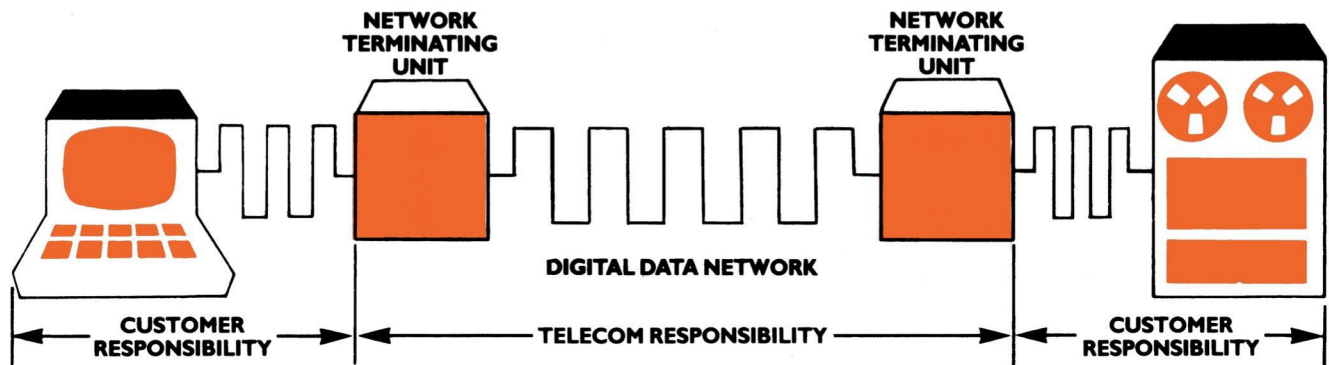 NETWORK
TERMINATING
UNIT
NETWORK
TERMINATING
UNIT
DIGITAL DATA NETWORK
CUSTOMER
RESPONSIBILITY
TELECOM RESPONSIBILITY
CUSTOMER
RESPONSIBILITY